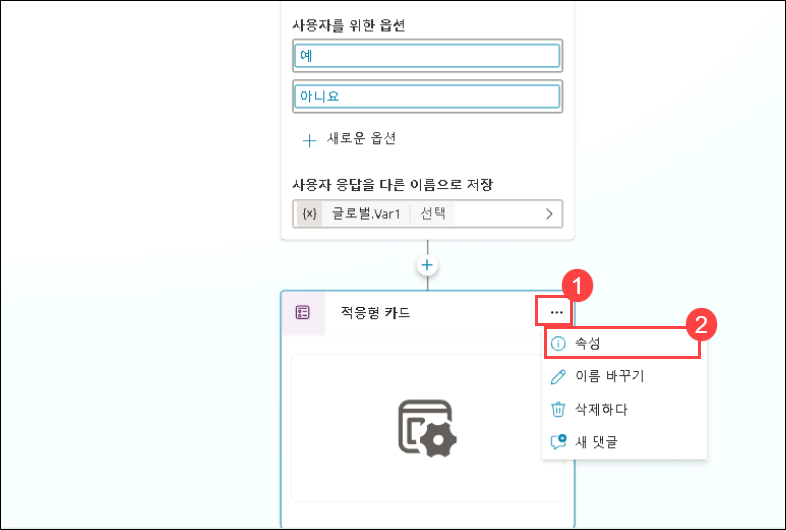 사용자를 위한 옵션
예
아니요
새로운 옵션
사용자 응답을 다른 이름으로 저장
{x} 글로벌.Var1 선택
적응형 카드
1
2
속성
이름 바꾸기
삭제하다
새 댓글